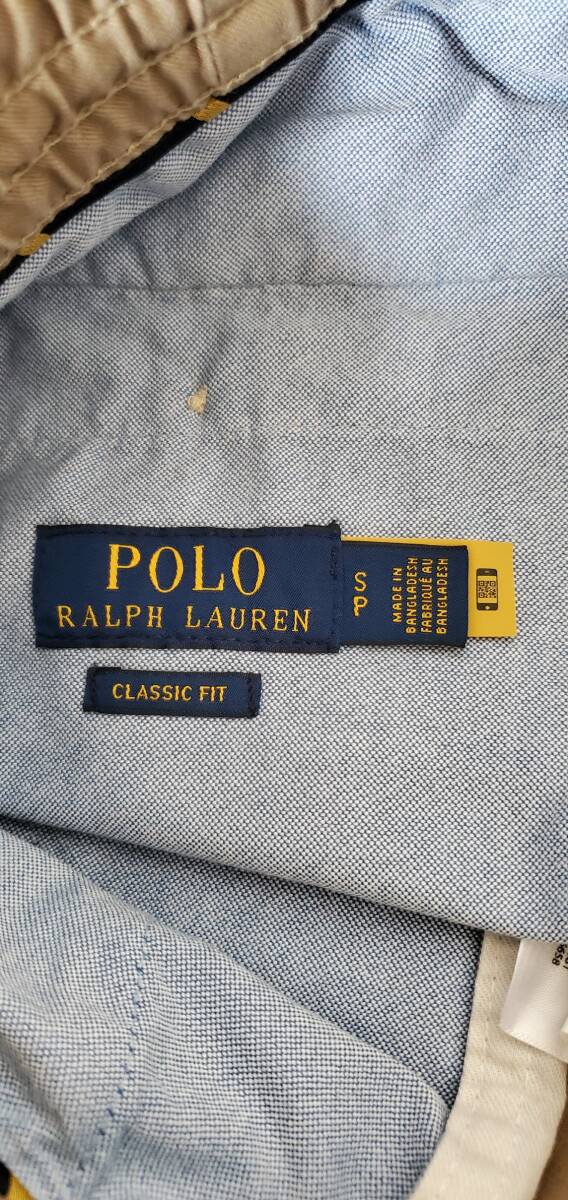 POLO
RALPH LAUREN
S
P
MADE IN
BANGLADESH
FABRIQUÉ AU
BANGLADESH
CLASSIC FIT